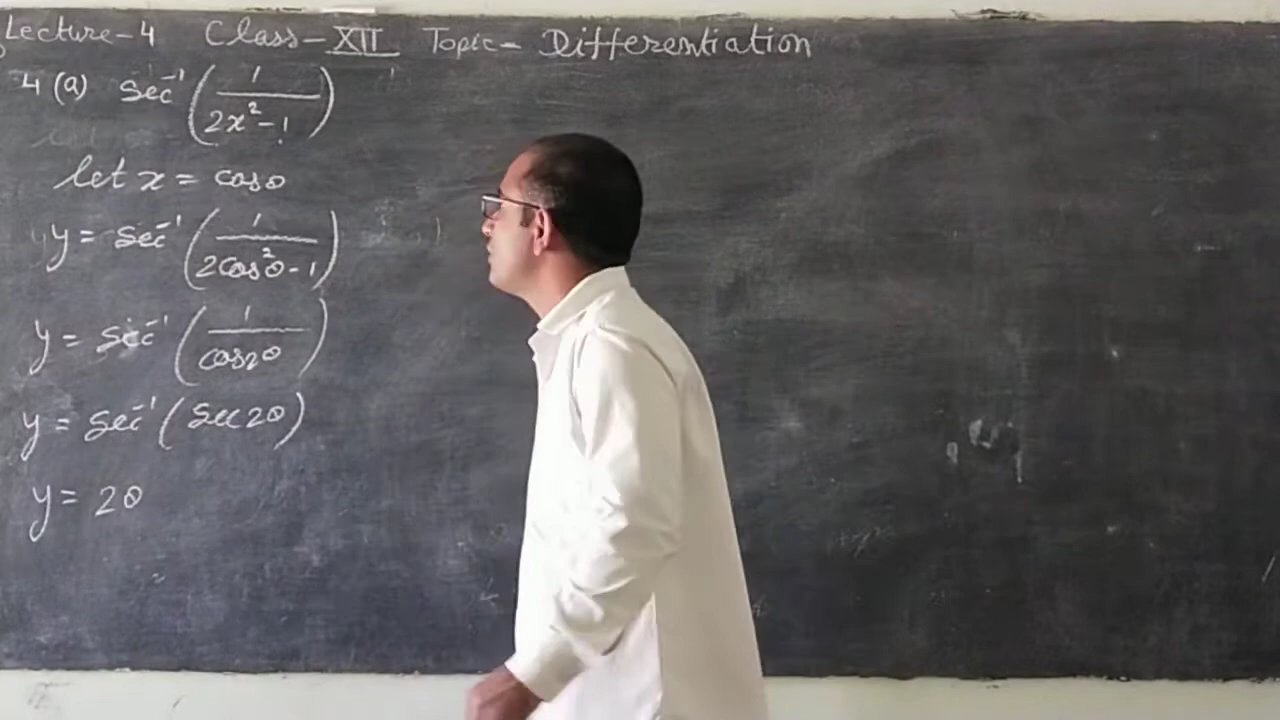 Lecture-4 Class-XII Topic- Differentiation
4(a) sec⁻¹(1/(2x²-1))
let x = cosθ
y = sec⁻¹(1/(2cos²θ-1))
y = sec⁻¹(1/cos2θ)
y = sec⁻¹(sec2θ)
y = 2θ